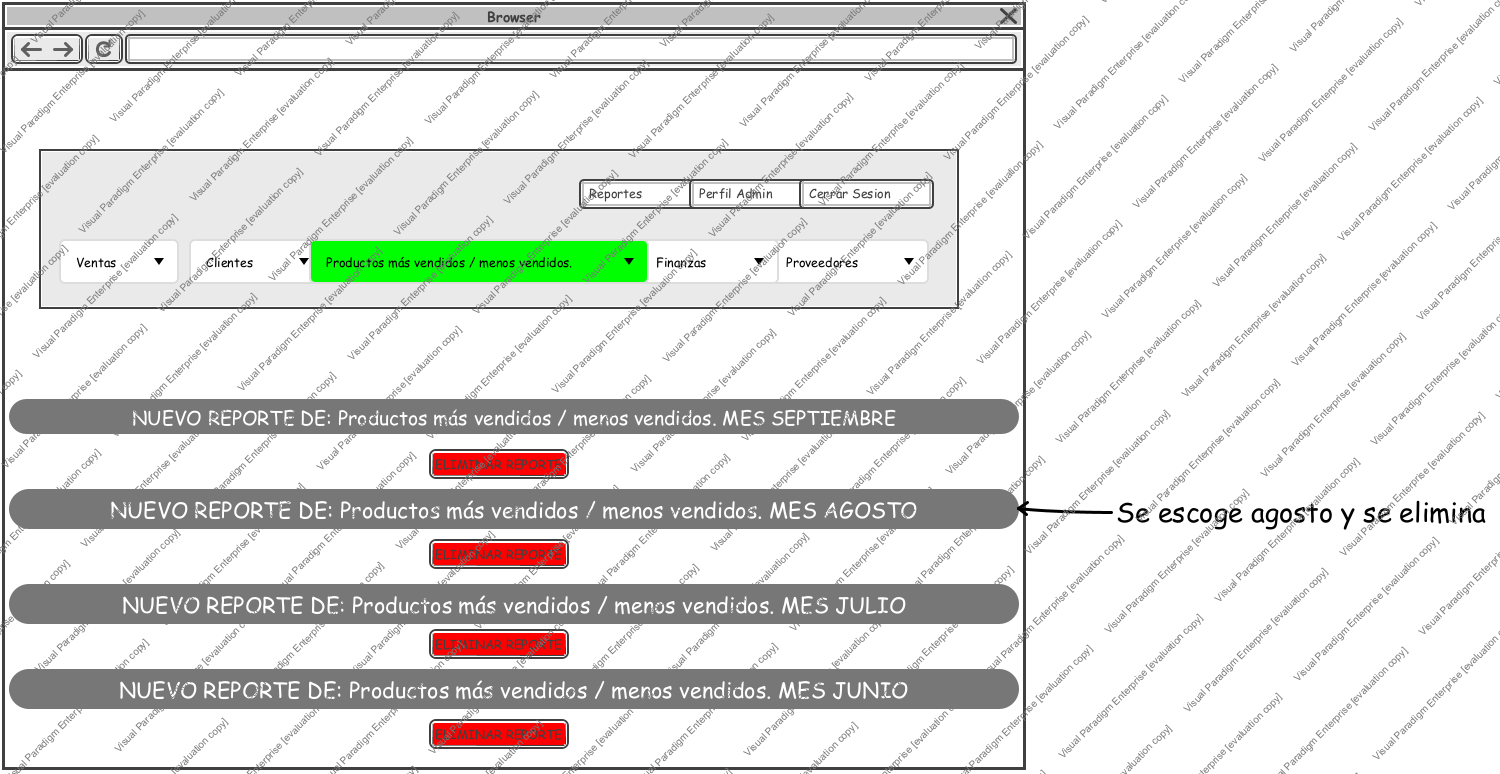 Browser
Reportes
Perfil Admin
Cerrar Sesion
Ventas
Clientes
Productos más vendidos / menos vendidos.
Finanzas
Proveedores
NUEVO REPORTE DE: Productos más vendidos / menos vendidos. MES SEPTIEMBRE
ELIMINAR REPORTE
NUEVO REPORTE DE: Productos más vendidos / menos vendidos. MES AGOSTO
Se escoge agosto y se elimina
ELIMINAR REPORTE
NUEVO REPORTE DE: Productos más vendidos / menos vendidos. MES JULIO
ELIMINAR REPORTE
NUEVO REPORTE DE: Productos más vendidos / menos vendidos. MES JUNIO
ELIMINAR REPORTE
Visual Paradigm Enterprise [evaluation copy]